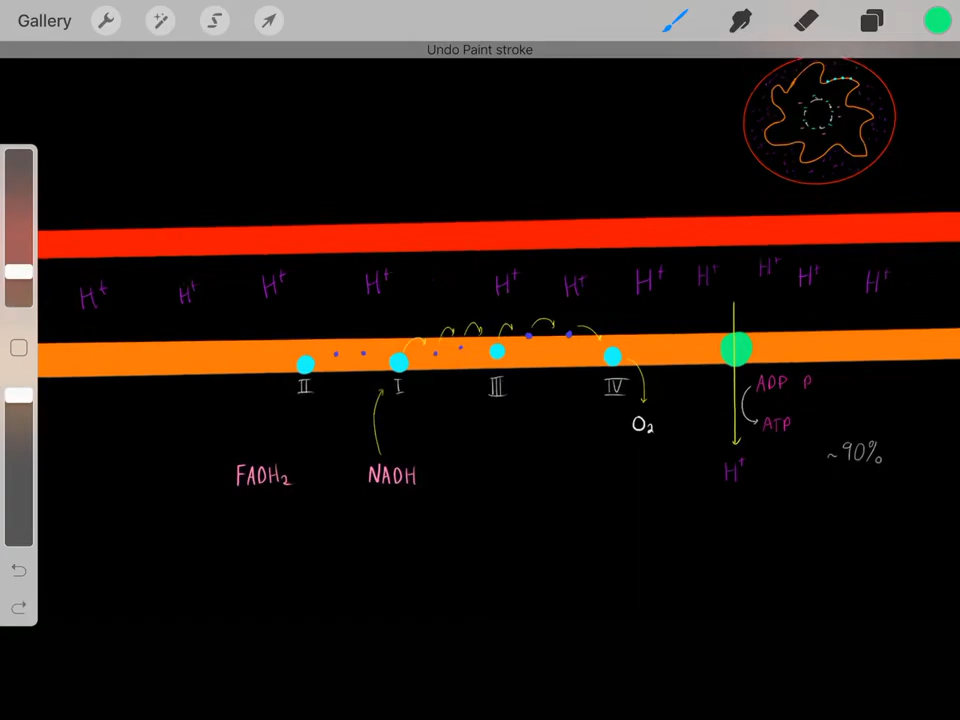 Gallery
Undo Paint stroke
H⁺ H⁺ H⁺ H⁺ H⁺ H⁺ H⁺ H⁺ H⁺ H⁺ H⁺
II I III IV
ADP P
ATP
O₂
~90%
FADH₂ NADH H⁺